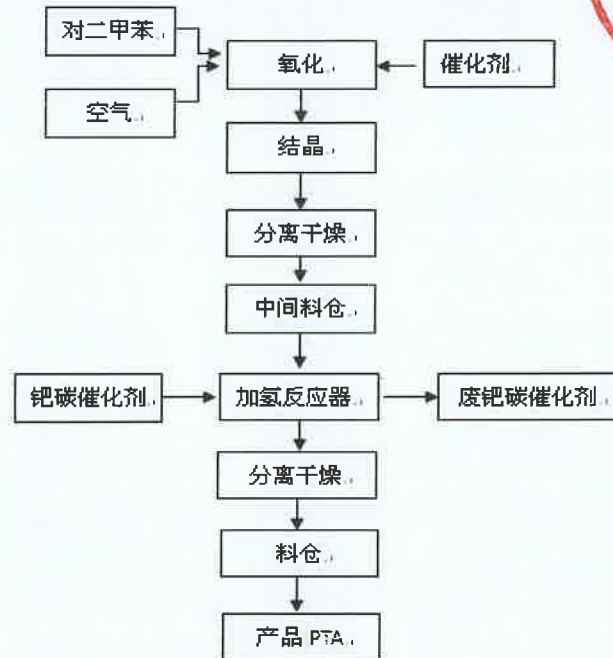 对二甲苯
空气
氧化
催化剂
结晶
分离干燥
中间料仓
钯碳催化剂
加氢反应器
废钯碳催化剂
分离干燥
料仓
产品 PTA